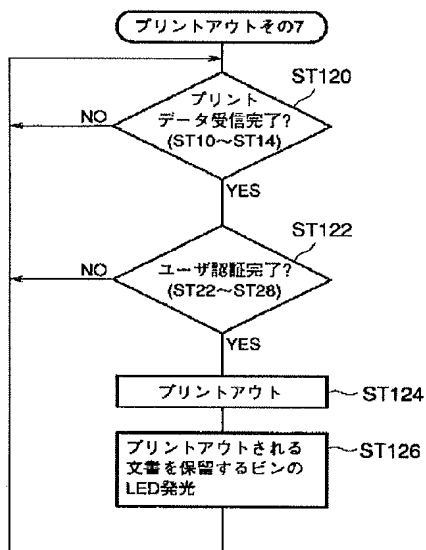 プリントアウトその7
ST120
プリント
データ受信完了?
(ST10～ST14)
NO
YES
ST122
ユーザ認証完了?
(ST22～ST28)
NO
YES
プリントアウト
ST124
プリントアウトされる
文書を保留するビンの
LED発光
ST126